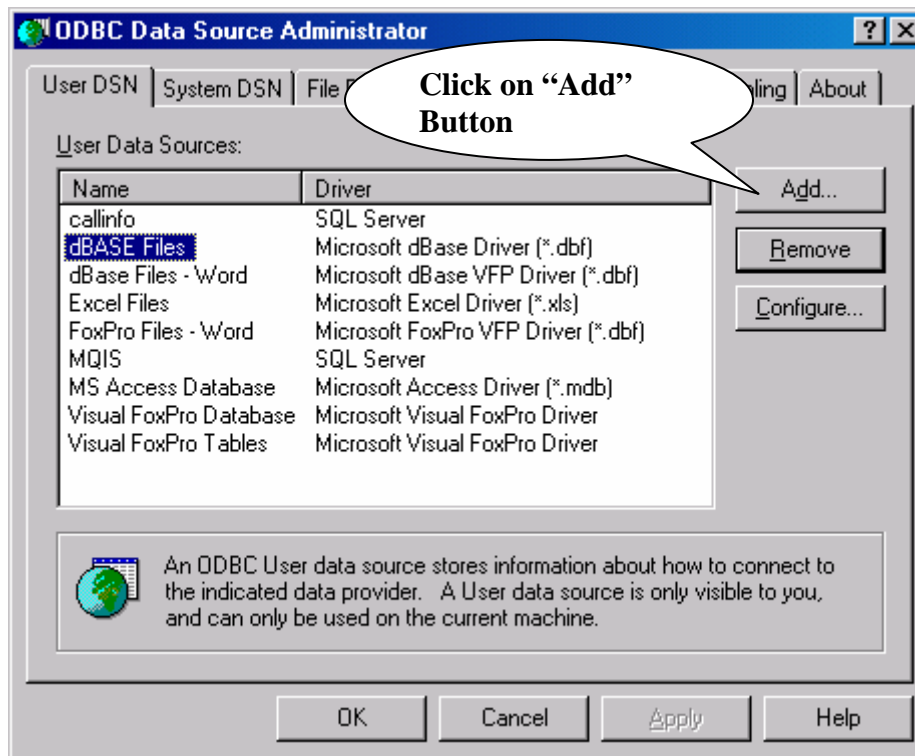 ODBC Data Source Administrator
User DSN System DSN File
Click on “Add”
Button
About
User Data Sources:
Name Driver
callinfo SQL Server
dBASE Files Microsoft dBase Driver (*.dbf)
dBase Files - Word Microsoft dBase VFP Driver (*.dbf)
Excel Files Microsoft Excel Driver (*.xls)
FoxPro Files - Word Microsoft FoxPro VFP Driver (*.dbf)
MQIS SQL Server
MS Access Database Microsoft Access Driver (*.mdb)
Visual FoxPro Database Microsoft Visual FoxPro Driver
Visual FoxPro Tables Microsoft Visual FoxPro Driver
Add...
Remove
Configure...
An ODBC User data source stores information about how to connect to
the indicated data provider. A User data source is only visible to you,
and can only be used on the current machine.
OK Cancel Apply Help